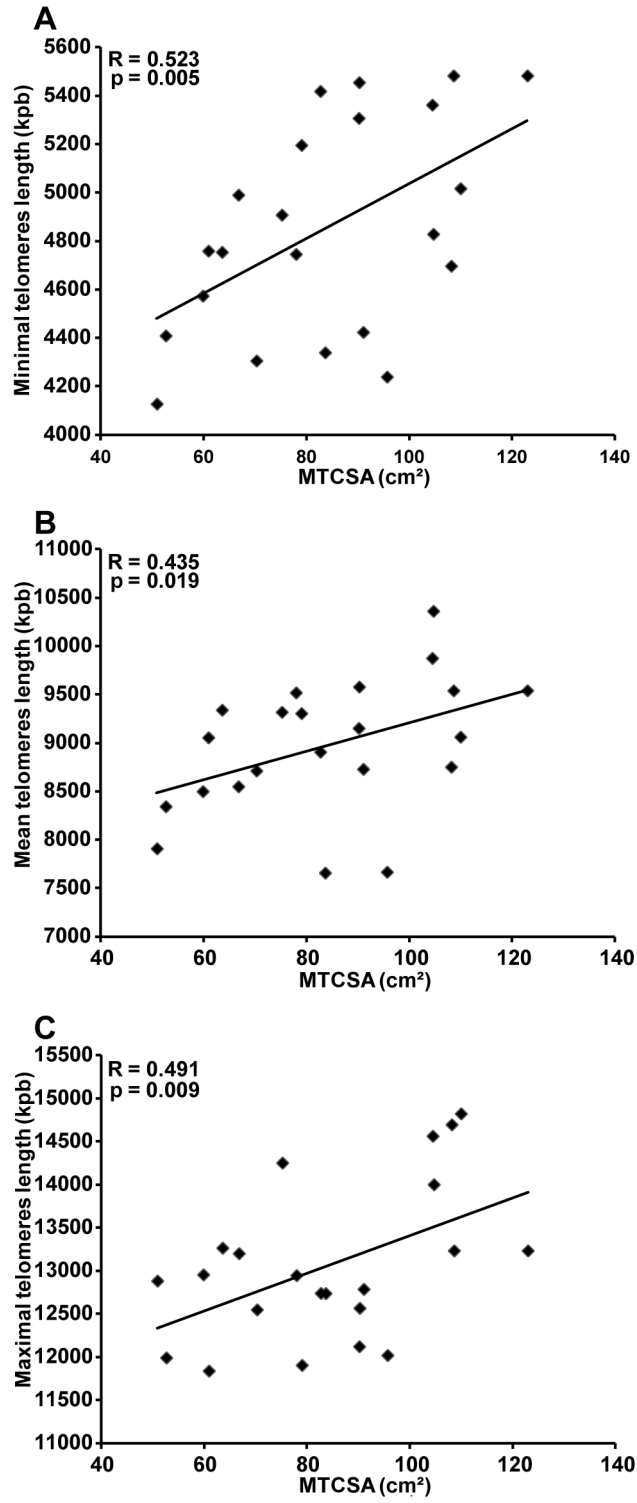 A
R = 0.523
p = 0.005
Minimal telomeres length (kpb)
5600
5400
5200
5000
4800
4600
4400
4200
4000
40 60 80 100 120 140
MTCSA (cm²)
B
R = 0.435
p = 0.019
Mean telomeres length (kpb)
11000
10500
10000
9500
9000
8500
8000
7500
7000
40 60 80 100 120 140
MTCSA (cm²)
C
R = 0.491
p = 0.009
Maximal telomeres length (kpb)
15500
15000
14500
14000
13500
13000
12500
12000
11500
11000
40 60 80 100 120 140
MTCSA (cm²)